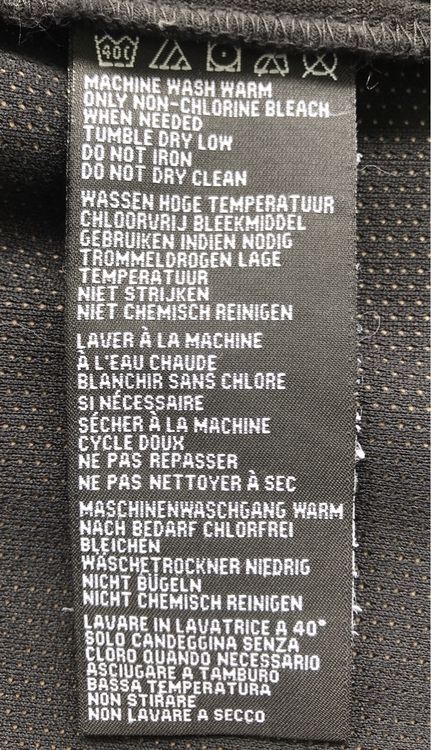 40C
MACHINE WASH WARM
ONLY NON-CHLORINE BLEACH
WHEN NEEDED
TUMBLE DRY LOW
DO NOT IRON
DO NOT DRY CLEAN
WASSEN HOGE TEMPERATUUR
CHLOORVRIJ BLEEKMIDDEL
GEBRUIKEN INDIEN NODIG
TROMMELDROGEN LAGE
TEMPERATUUR
NIET STRIJKEN
NIET CHEMISCH REINIGEN
LAVER À LA MACHINE
À L'EAU CHAUDE
BLANCHIR SANS CHLORE
SI NÉCESSAIRE
SÉCHER À LA MACHINE
CYCLE DOUX
NE PAS REPASSER
NE PAS NETTOYER À SEC
MASCHINENWASCHGANG WARM
NACH BEDARF CHLORFREI
BLEICHEN
WÄSCHETROCKNER NIEDRIG
NICHT BÜGELN
NICHT CHEMISCH REINIGEN
LAVARE IN LAVATRICE A 40°
SOLO CANDEGGINA SENZA
CLORO QUANDO NECESSARIO
ASCIUGARE A TAMBURO
BASSA TEMPERATURA
NON STIRARE
NON LAVARE A SECCO